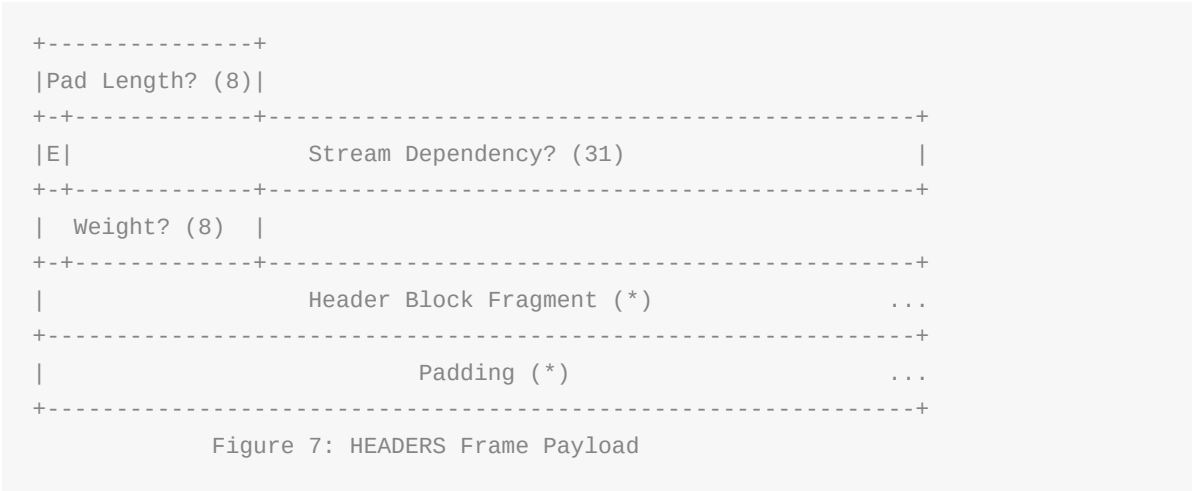 +---------------+
|Pad Length? (8)|
+-+-------------+-----------------------------------------------+
|E|                 Stream Dependency? (31)                     |
+-+-------------+-----------------------------------------------+
|  Weight? (8)  |
+-+-------------+-----------------------------------------------+
|                   Header Block Fragment (*)                 ...
+---------------------------------------------------------------+
|                           Padding (*)                       ...
+---------------------------------------------------------------+
             Figure 7: HEADERS Frame Payload